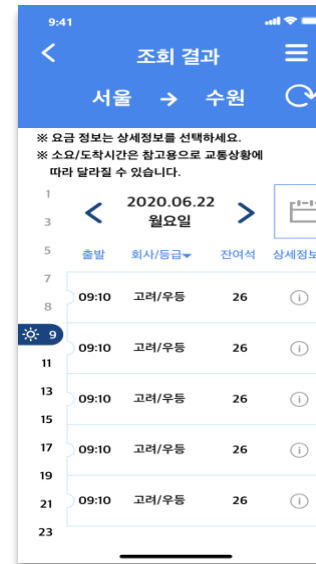 9:41
조회 결과
서울 → 수원
※ 요금 정보는 상세정보를 선택하세요.
※ 소요/도착시간은 참고용으로 교통상황에
따라 달라질 수 있습니다.
1
3
5
7
8
9
11
13
15
17
19
21
23
2020.06.22
월요일
출발 회사/등급▾ 잔여석 상세정보
09:10 고려/우등 26
09:10 고려/우등 26
09:10 고려/우등 26
09:10 고려/우등 26
09:10 고려/우등 26